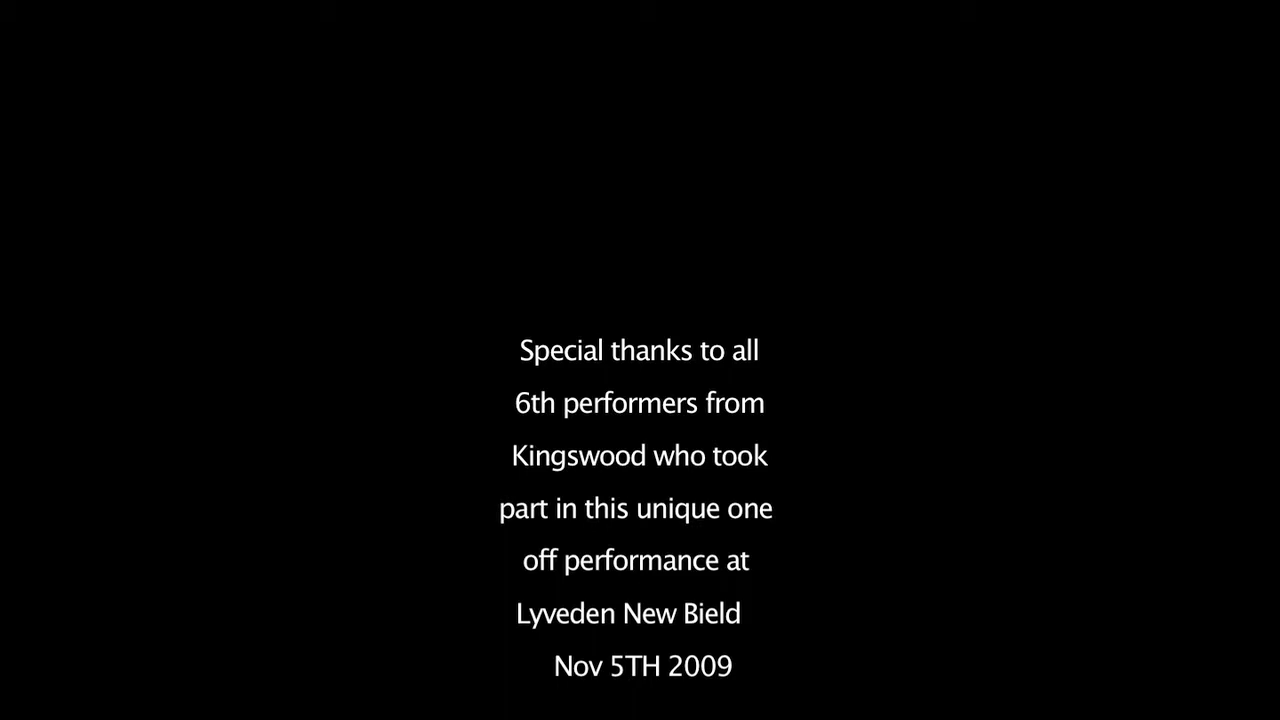 Special thanks to all
6th performers from
Kingswood who took
part in this unique one
off performance at
Lyveden New Bield
Nov 5TH 2009